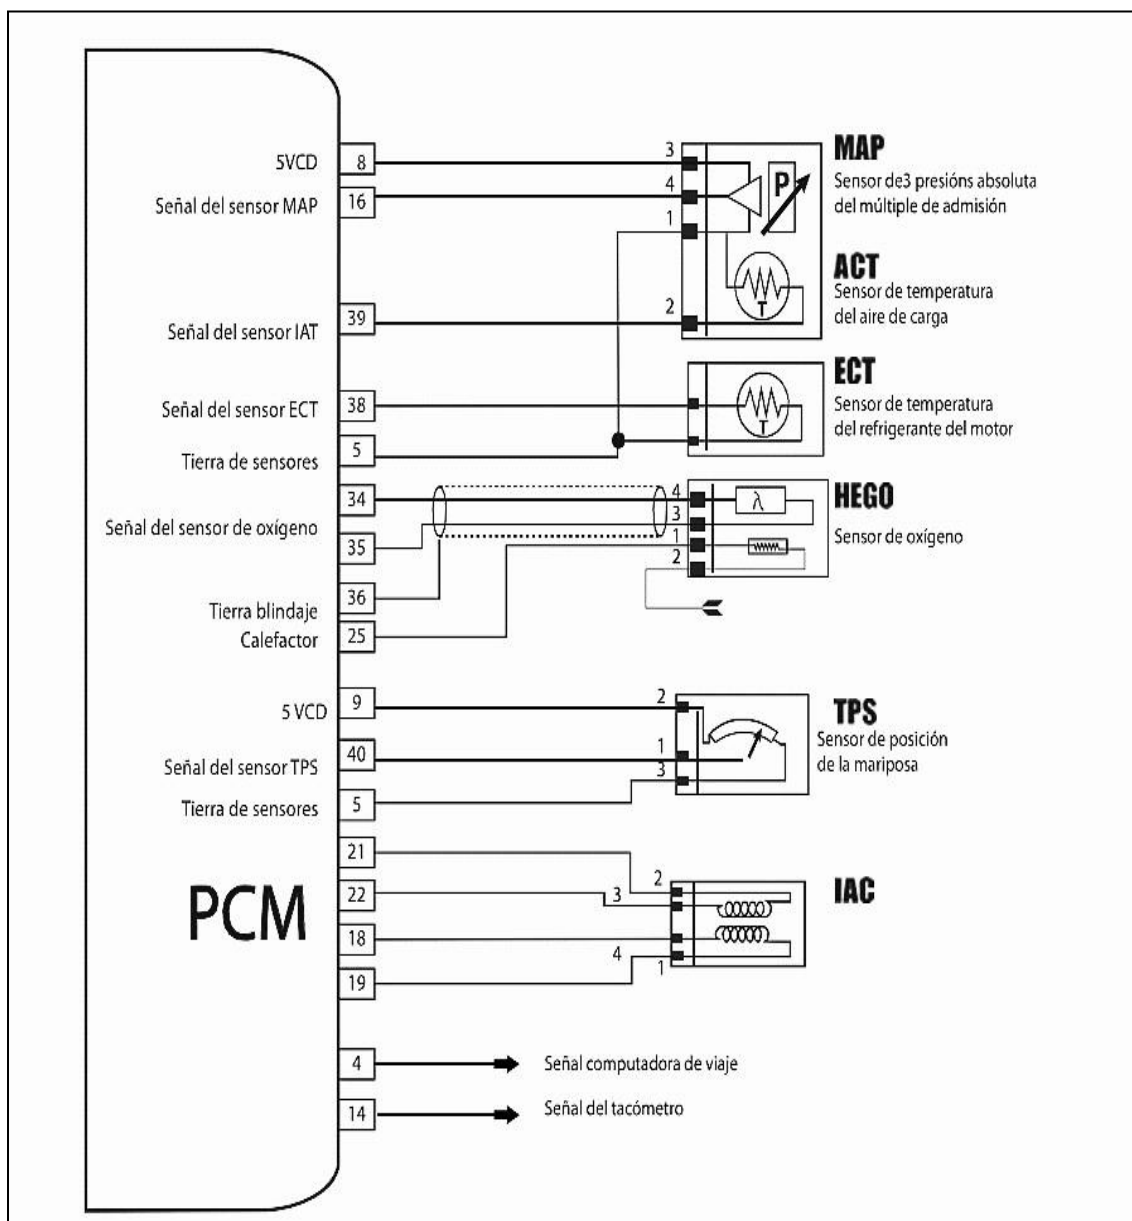 5VCD 8
Señal del sensor MAP 16
Señal del sensor IAT 39
Señal del sensor ECT 38
Tierra de sensores 5
34
Señal del sensor de oxígeno
35
36
Tierra blindaje
Calefactor 25
5 VCD 9
Señal del sensor TPS 40
Tierra de sensores 5
21
22
PCM
18
19
4
14
3
4
1
2
P
T
MAP
Sensor de3 presións absoluta
del múltiple de admisión
ACT
Sensor de temperatura
del aire de carga
T
ECT
Sensor de temperatura
del refrigerante del motor
4
3
1
2
λ
HEGO
Sensor de oxígeno
2
1
3
TPS
Sensor de posición
de la mariposa
2
3
4
1
IAC
Señal computadora de viaje
Señal del tacómetro